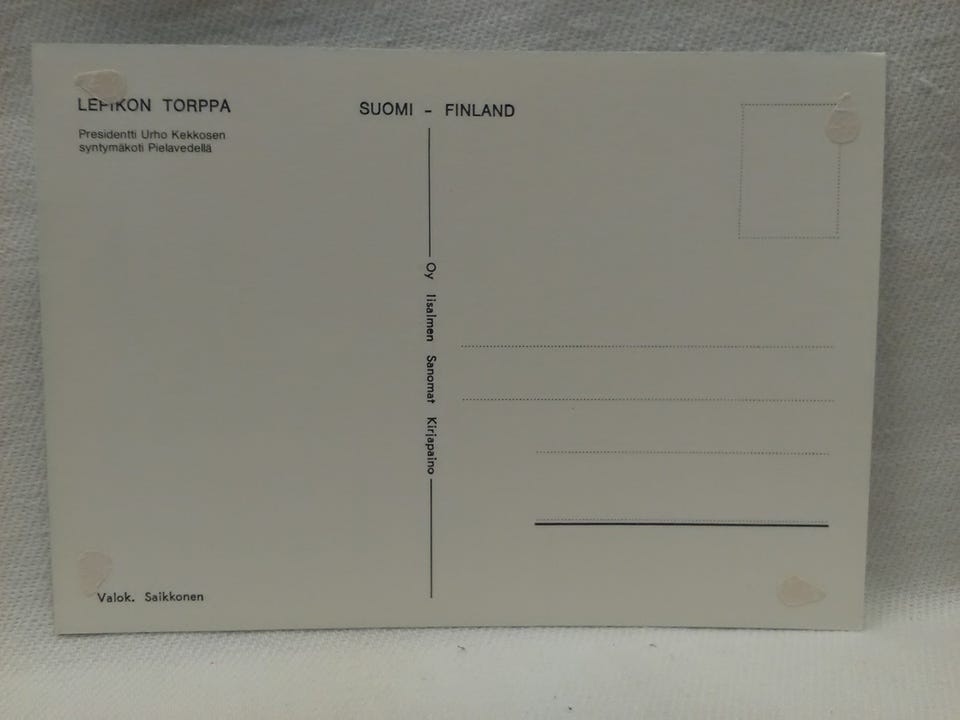 LEPIKON TORPPA
Presidentti Urho Kekkosen
syntymäkoti Pielavedellä
SUOMI – FINLAND
Oy Iisalmen Sanomat Kirjapaino
Valok. Saikkonen